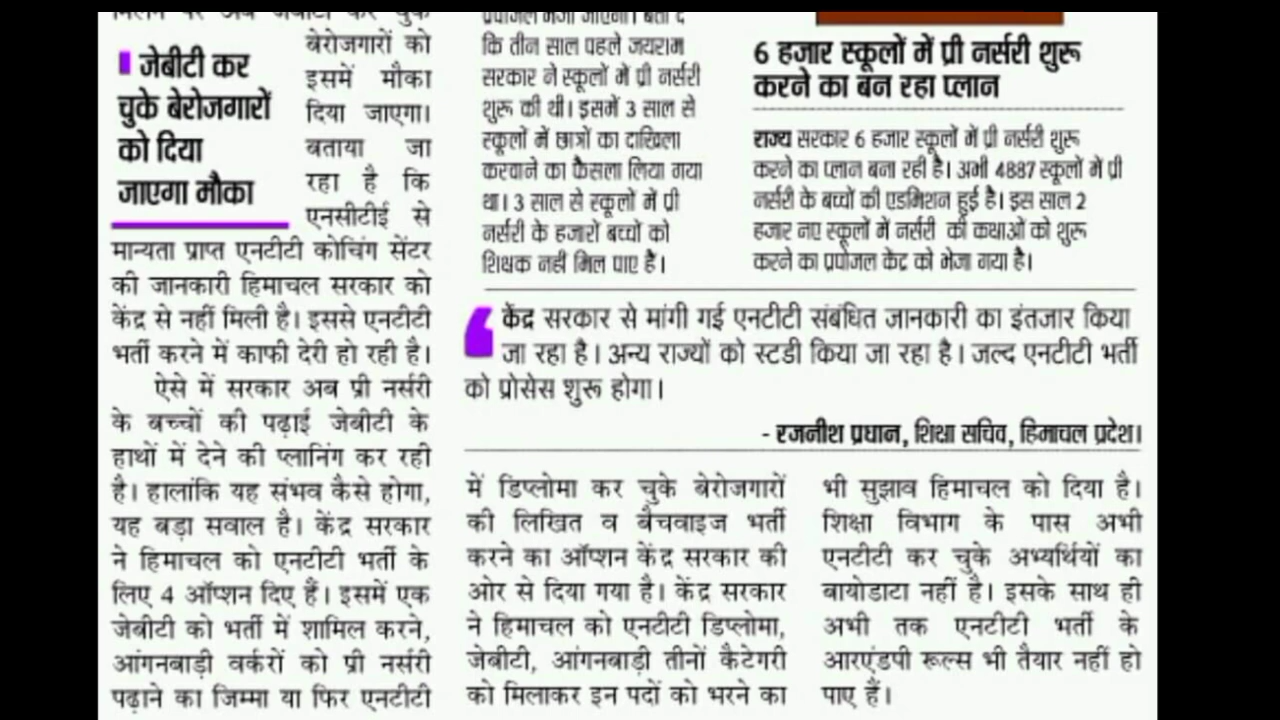 बेरोजगारों को
इसमें मौका
दिया जाएगा।
बताया जा
रहा है कि
एनसीटीई से
जेबीटी कर
चुके बेरोजगारों
को दिया
जाएगा मौका
मान्यता प्राप्त एनटीटी कोचिंग सेंटर
की जानकारी हिमाचल सरकार को
केंद्र से नहीं मिली है। इससे एनटीटी
भर्ती करने में काफी देरी हो रही है।
ऐसे में सरकार अब प्री नर्सरी
के बच्चों की पढ़ाई जेबीटी के
हाथों में देने की प्लानिंग कर रही
है। हालांकि यह संभव कैसे होगा,
यह बड़ा सवाल है। केंद्र सरकार
ने हिमाचल को एनटीटी भर्ती के
लिए 4 ऑप्शन दिए हैं। इसमें एक
जेबीटी को भर्ती में शामिल करने,
आंगनबाड़ी वर्करों को प्री नर्सरी
पढ़ाने का जिम्मा या फिर एनटीटी
कि तीन साल पहले जयराम
सरकार ने स्कूलों में प्री नर्सरी
शुरू की थी। इसमें 3 साल से
स्कूलों में छात्रों का दाखिला
करवाने का फैसला लिया गया
था। 3 साल से स्कूलों में प्री
नर्सरी के हजारों बच्चों को
शिक्षक नहीं मिल पाए हैं।
6 हजार स्कूलों में प्री नर्सरी शुरू
करने का बन रहा प्लान
राज्य सरकार 6 हजार स्कूलों में प्री नर्सरी शुरू
करने का प्लान बना रही है। अभी 4887 स्कूलों में प्री
नर्सरी के बच्चों की एडमिशन हुई है। इस साल 2
हजार नए स्कूलों में नर्सरी की कक्षाओं को शुरू
करने का प्रपोजल केंद्र को भेजा गया है।
केंद्र सरकार से मांगी गई एनटीटी संबंधित जानकारी का इंतजार किया
जा रहा है। अन्य राज्यों को स्टडी किया जा रहा है। जल्द एनटीटी भर्ती
को प्रोसेस शुरू होगा।
- रजनीश प्रधान, शिक्षा सचिव, हिमाचल प्रदेश।
में डिप्लोमा कर चुके बेरोजगारों
की लिखित व बैचवाइज भर्ती
करने का ऑप्शन केंद्र सरकार की
ओर से दिया गया है। केंद्र सरकार
ने हिमाचल को एनटीटी डिप्लोमा,
जेबीटी, आंगनबाड़ी तीनों कैटेगरी
को मिलाकर इन पदों को भरने का
भी सुझाव हिमाचल को दिया है।
शिक्षा विभाग के पास अभी
एनटीटी कर चुके अभ्यर्थियों का
बायोडाटा नहीं है। इसके साथ ही
अभी तक एनटीटी भर्ती के
आरएंडपी रूल्स भी तैयार नहीं हो
पाए हैं।